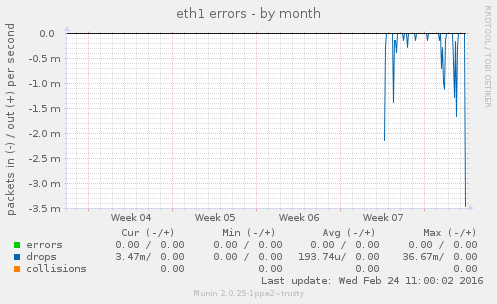 eth1 errors - by month
RRDTOOL / TOBI OETIKER
packets in (-) / out (+) per second
0.0
-0.5 m
-1.0 m
-1.5 m
-2.0 m
-2.5 m
-3.0 m
-3.5 m
Week 04 Week 05 Week 06 Week 07
Cur (-/+) Min (-/+) Avg (-/+) Max (-/+)
errors 0.00 / 0.00 0.00 / 0.00 0.00 / 0.00 0.00 / 0.00
drops 3.47m/ 0.00 0.00 / 0.00 193.74u/ 0.00 36.67m/ 0.00
collisions 0.00 0.00 0.00 0.00
Last update: Wed Feb 24 11:00:02 2016
Munin 2.0.25-1ppa2~trusty